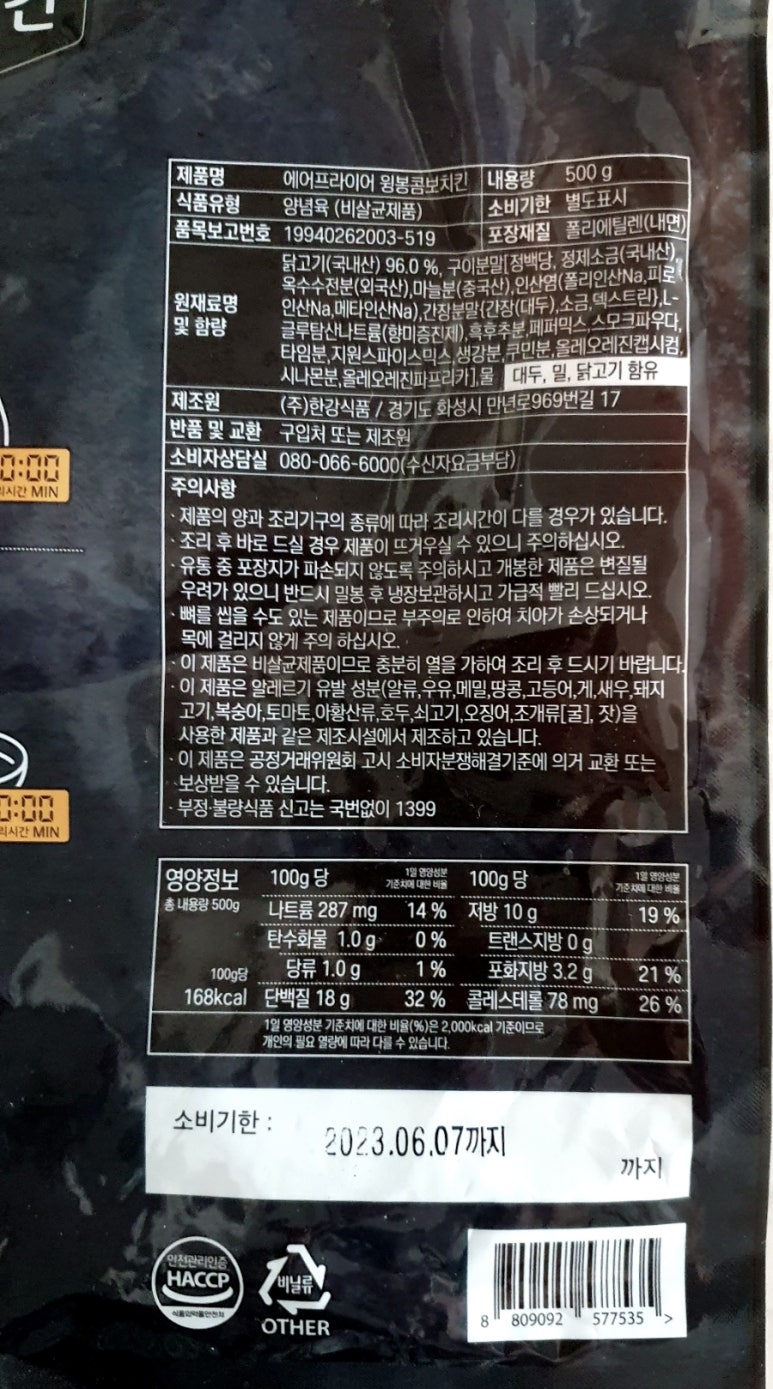 제품명 에어프라이어 윙봉콤보치킨 내용량 500 g
식품유형 양념육 (비살균제품) 소비기한 별도표시
품목보고번호 19940262003-519 포장재질 폴리에틸렌(내면)
원재료명 및 함량
닭고기(국내산) 96.0 %, 구이분말[정백당, 정제소금(국내산),
옥수수전분(외국산),마늘분(중국산),인산염(폴리인산Na,피로
인산Na,메타인산Na),간장분말{간장(대두),소금,덱스트린},L-
글루탐산나트륨(향미증진제),흑후추분,페퍼믹스,스모크파우다,
타임분,지원스파이스믹스,생강분,쿠민분,올레오레진캡시컴,
시나몬분,올레오레진파프리카],물 대두, 밀, 닭고기 함유
제조원 (주)한강식품 / 경기도 화성시 만년로969번길 17
반품 및 교환 구입처 또는 제조원
소비자상담실 080-066-6000(수신자요금부담)
주의사항
· 제품의 양과 조리기구의 종류에 따라 조리시간이 다를 경우가 있습니다.
· 조리 후 바로 드실 경우 제품이 뜨거우실 수 있으니 주의하십시오.
· 유통 중 포장지가 파손되지 않도록 주의하시고 개봉한 제품은 변질될
우려가 있으니 반드시 밀봉 후 냉장보관하시고 가급적 빨리 드십시오.
· 뼈를 씹을 수도 있는 제품이므로 부주의로 인하여 치아가 손상되거나
목에 걸리지 않게 주의 하십시오.
· 이 제품은 비살균제품이므로 충분히 열을 가하여 조리 후 드시기 바랍니다.
· 이 제품은 알레르기 유발 성분(알류,우유,메밀,땅콩,고등어,게,새우,돼지
고기,복숭아,토마토,아황산류,호두,쇠고기,오징어,조개류[굴], 잣)을
사용한 제품과 같은 제조시설에서 제조하고 있습니다.
· 이 제품은 공정거래위원회 고시 소비자분쟁해결기준에 의거 교환 또는
보상받을 수 있습니다.
· 부정·불량식품 신고는 국번없이 1399
0:00
리시간 MIN
0:00
리시간 MIN
영양정보 100g 당 1일 영양성분 기준치에 대한 비율 100g 당 1일 영양성분 기준치에 대한 비율
총 내용량 500g
나트륨 287 mg 14 % 지방 10 g 19 %
탄수화물 1.0 g 0 % 트랜스지방 0 g
100g당 당류 1.0 g 1 % 포화지방 3.2 g 21 %
168kcal 단백질 18 g 32 % 콜레스테롤 78 mg 26 %
1일 영양성분 기준치에 대한 비율(%)은 2,000kcal 기준이므로
개인의 필요 열량에 따라 다를 수 있습니다.
소비기한 :
2023.06.07까지
까지
안전관리인증
HACCP
식품의약품안전처
비닐류
OTHER
8 809092 577535 >